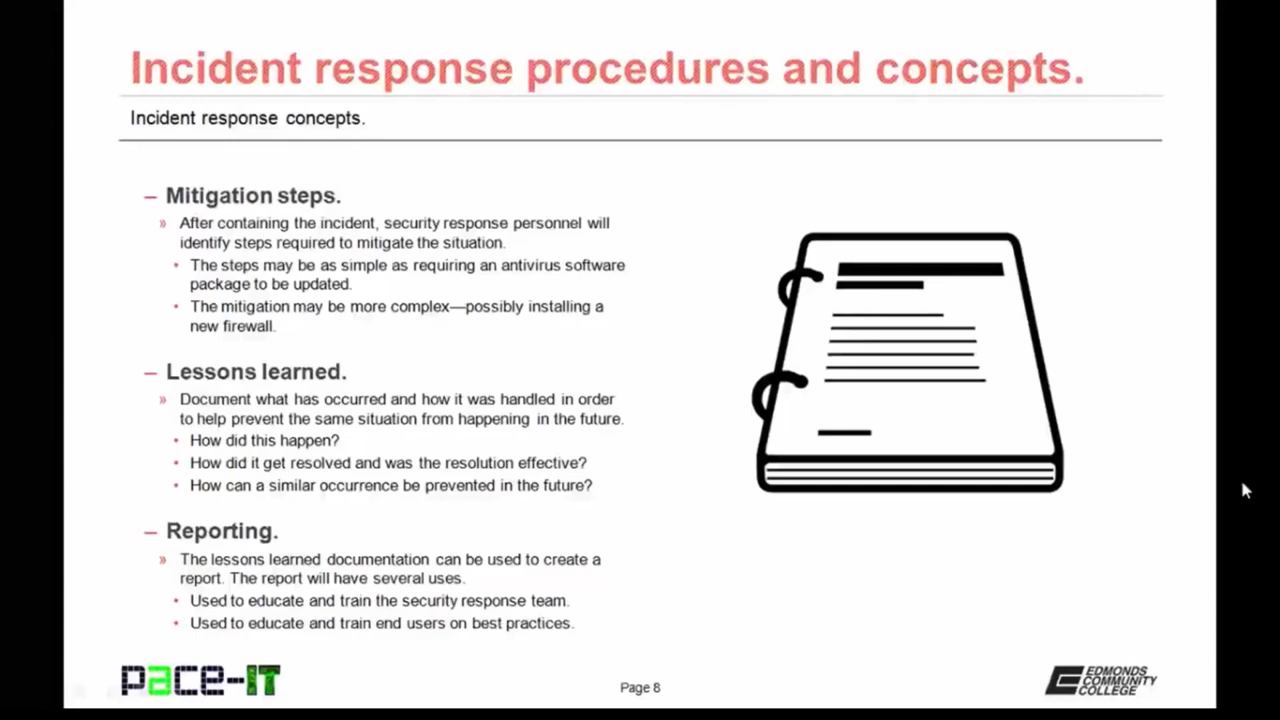 Incident response procedures and concepts.
Incident response concepts.
– Mitigation steps.
» After containing the incident, security response personnel will
identify steps required to mitigate the situation.
• The steps may be as simple as requiring an antivirus software
package to be updated.
• The mitigation may be more complex—possibly installing a
new firewall.
– Lessons learned.
» Document what has occurred and how it was handled in order
to help prevent the same situation from happening in the future.
• How did this happen?
• How did it get resolved and was the resolution effective?
• How can a similar occurrence be prevented in the future?
– Reporting.
» The lessons learned documentation can be used to create a
report. The report will have several uses.
• Used to educate and train the security response team.
• Used to educate and train end users on best practices.
pace-IT
Page 8
EDMONDS
COMMUNITY
COLLEGE